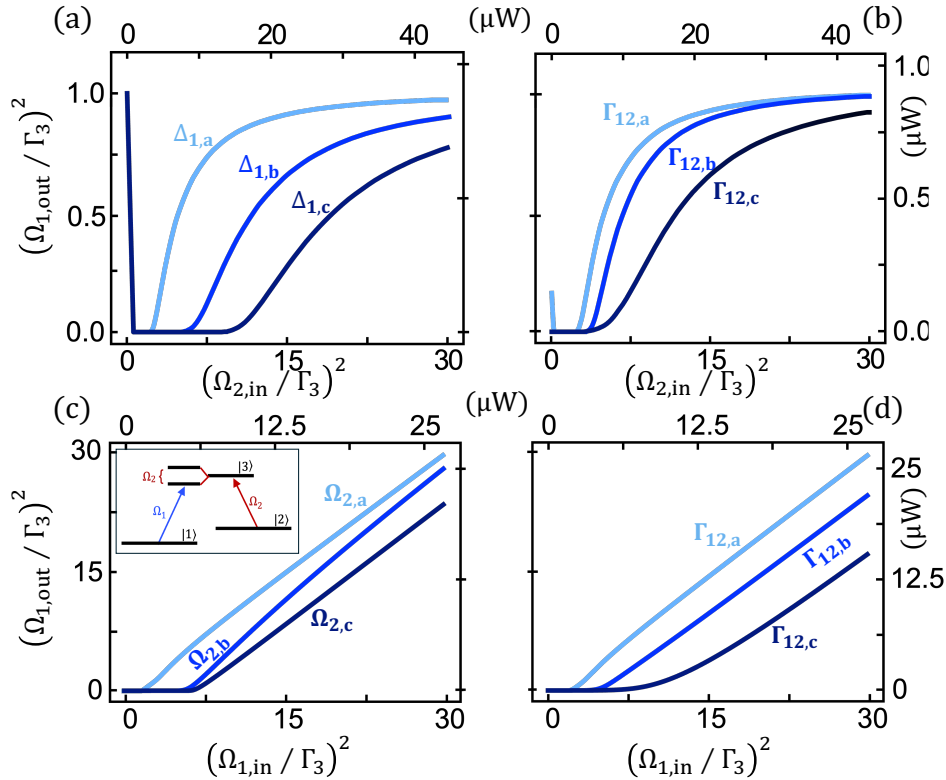 (a)
0
20
40
(μW)
0
20
40
(b)
(Ω₁,out / Γ₃)²
1.0
0.5
0.0
Δ₁,a
Δ₁,b
Δ₁,c
Γ₁₂,a
Γ₁₂,b
Γ₁₂,c
1.0
0.5
0.0
(μW)
0
15
30
0
15
30
(Ω₂,in / Γ₃)²
(Ω₂,in / Γ₃)²
(c)
0
12.5
25
(μW)
0
12.5
25
(d)
(Ω₁,out / Γ₃)²
30
15
0
Ω₂
|3⟩
Ω₁
Ω₂
|2⟩
|1⟩
Ω₂,a
Ω₂,b
Ω₂,c
Γ₁₂,a
Γ₁₂,b
Γ₁₂,c
25
12.5
0
(μW)
0
15
30
0
15
30
(Ω₁,in / Γ₃)²
(Ω₁,in / Γ₃)²